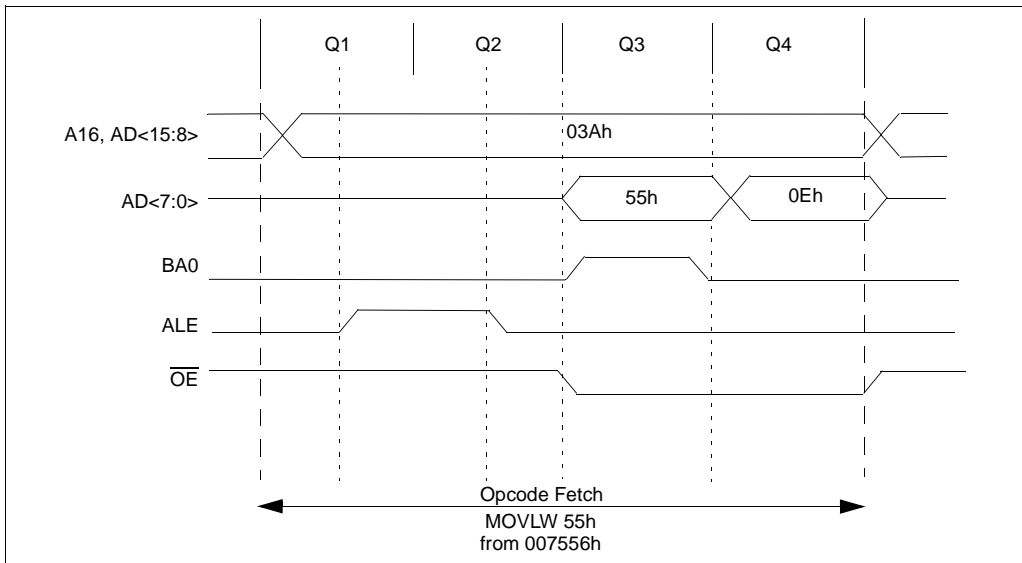 Q1 Q2 Q3 Q4
A16, AD<15:8> 03Ah
AD<7:0> 55h 0Eh
BA0
ALE
OE
Opcode Fetch
MOVLW 55h
from 007556h